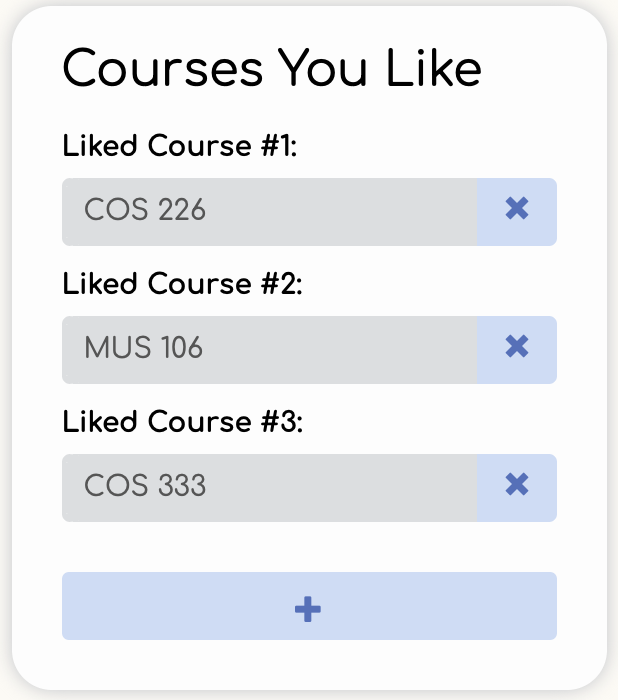 Courses You Like
Liked Course #1:
COS 226
Liked Course #2:
MUS 106
Liked Course #3:
COS 333